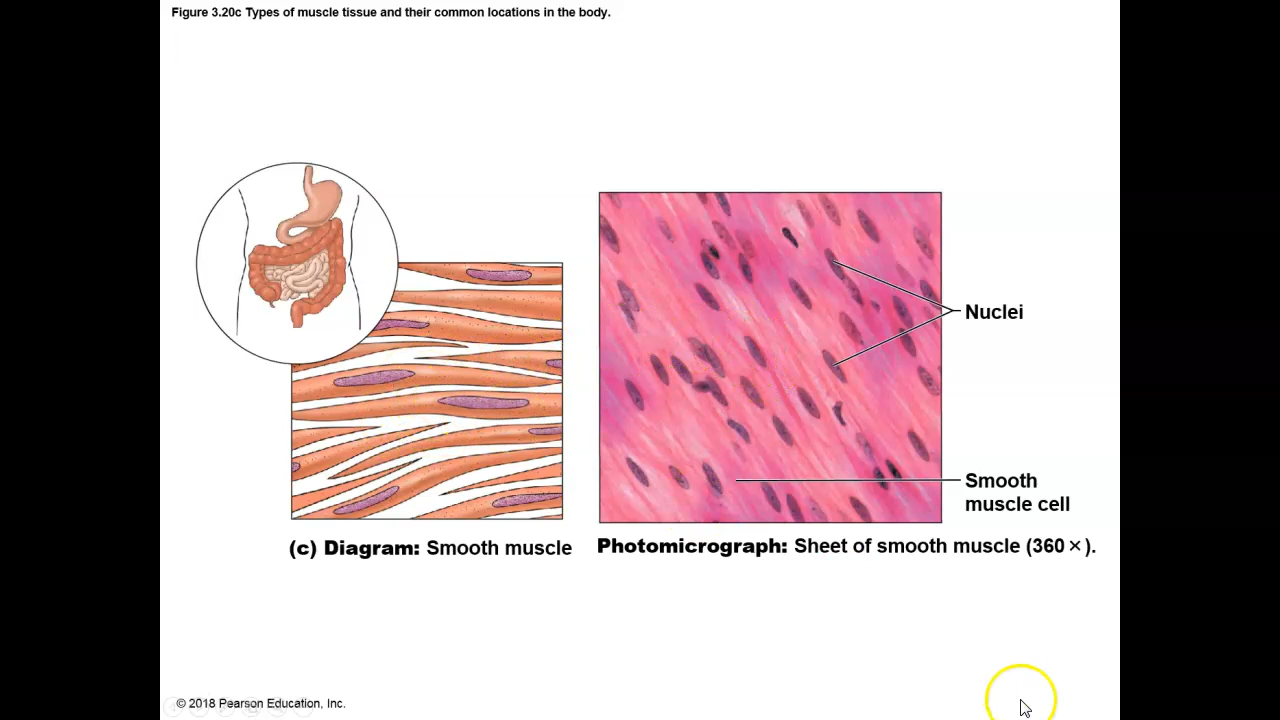 Figure 3.20c Types of muscle tissue and their common locations in the body.
Nuclei
Smooth
muscle cell
(c) Diagram: Smooth muscle
Photomicrograph: Sheet of smooth muscle (360×).
© 2018 Pearson Education, Inc.